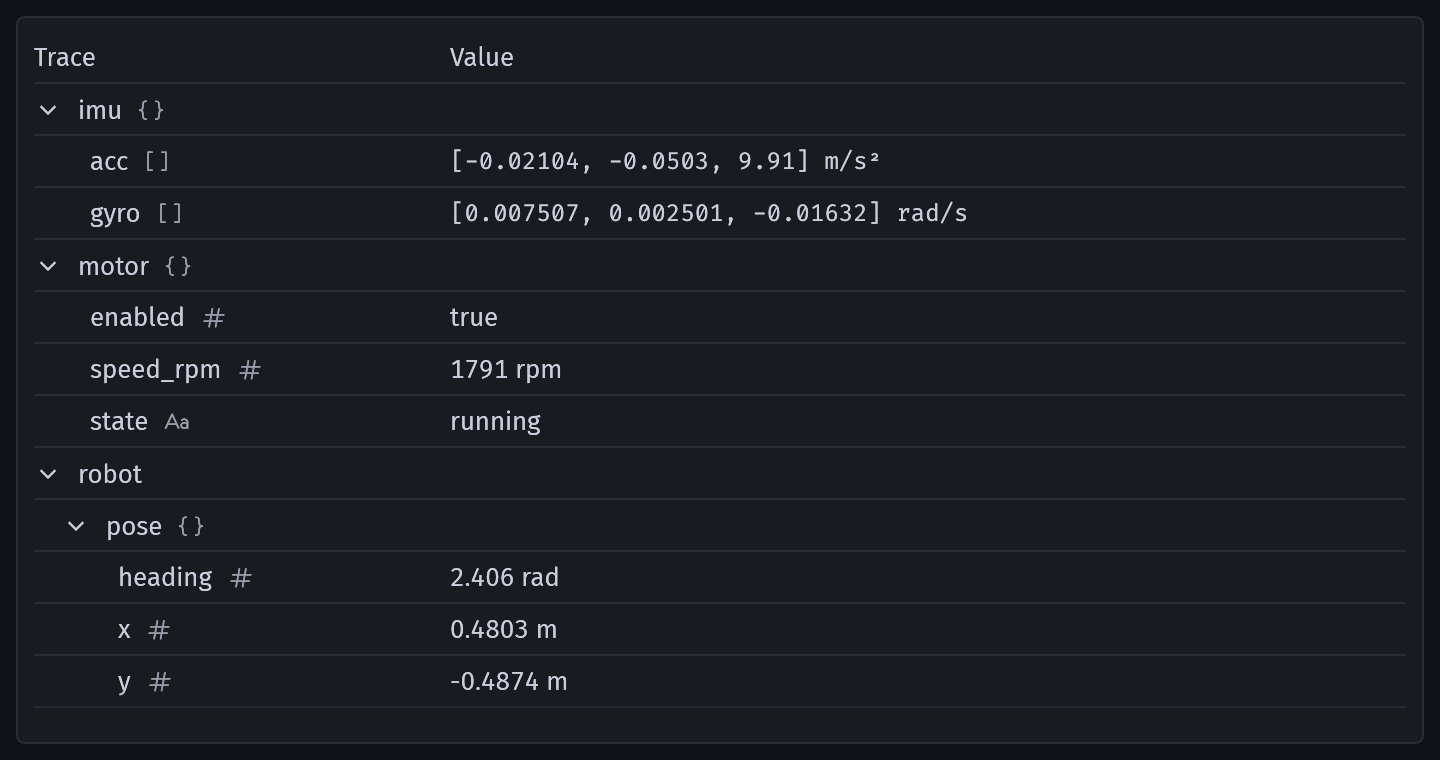 Trace Value
imu {}
acc [] [-0.02104, -0.0503, 9.91] m/s²
gyro [] [0.007507, 0.002501, -0.01632] rad/s
motor {}
enabled # true
speed_rpm # 1791 rpm
state Aa running
robot
pose {}
heading # 2.406 rad
x # 0.4803 m
y # -0.4874 m